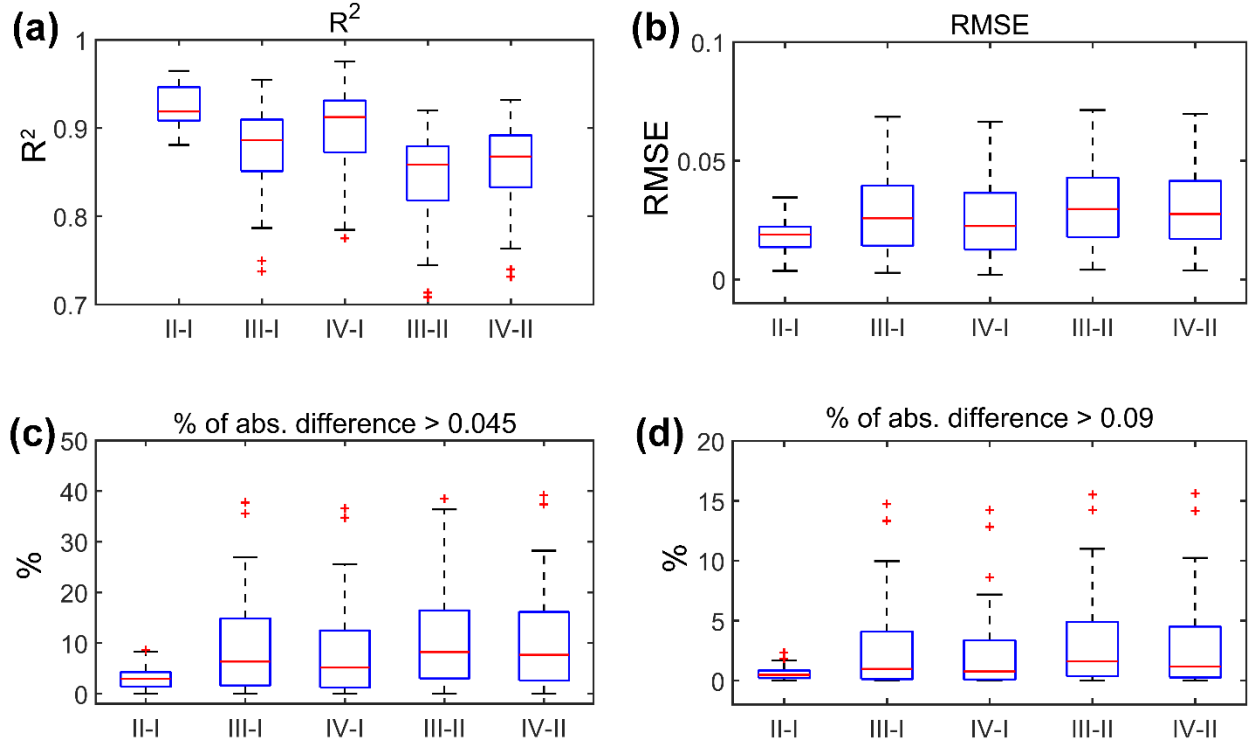 (a)
R²
R²
1
0.9
0.8
0.7
II-I III-I IV-I III-II IV-II
(b)
RMSE
RMSE
0.1
0.05
0
II-I III-I IV-I III-II IV-II
(c)
% of abs. difference > 0.045
%
50
40
30
20
10
0
II-I III-I IV-I III-II IV-II
(d)
% of abs. difference > 0.09
%
20
15
10
5
0
II-I III-I IV-I III-II IV-II